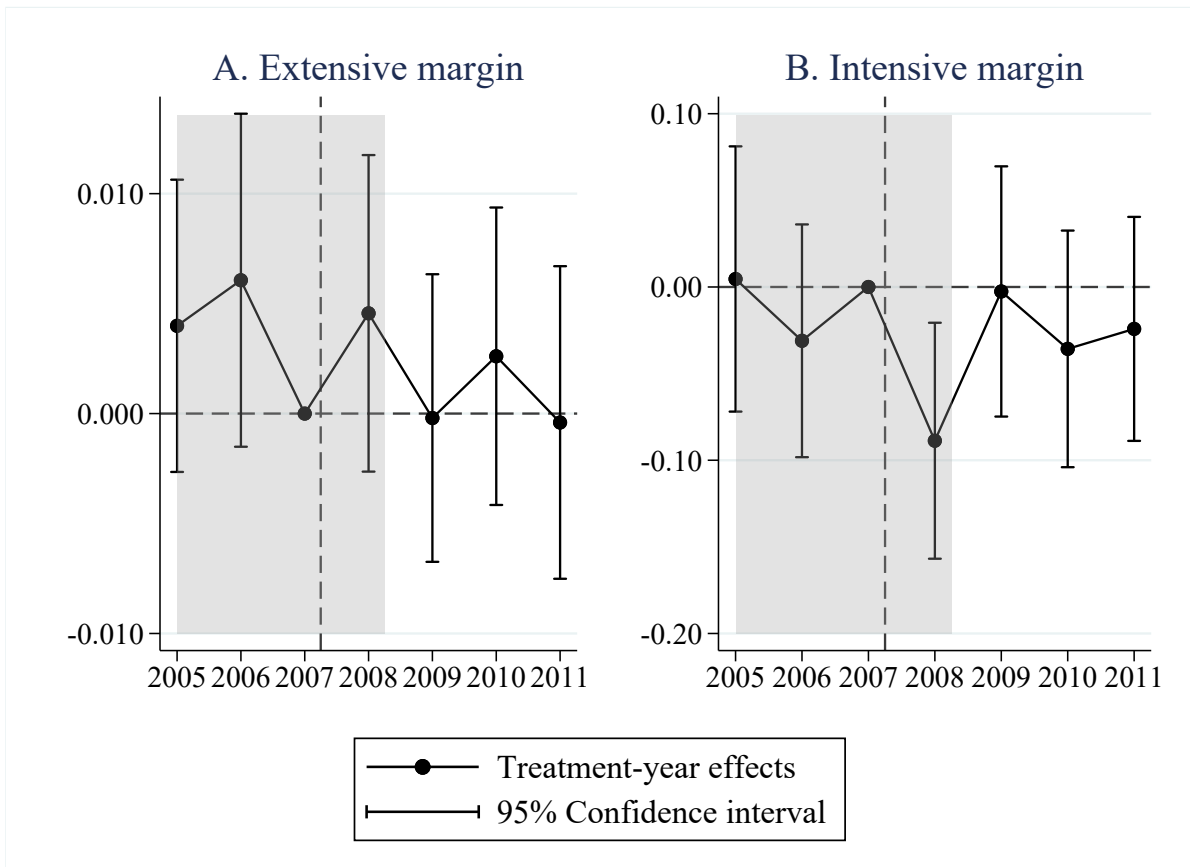 A. Extensive margin
0.010
0.000
-0.010
2005 2006 2007 2008 2009 2010 2011
B. Intensive margin
0.10
0.00
-0.10
-0.20
2005 2006 2007 2008 2009 2010 2011
Treatment-year effects
95% Confidence interval